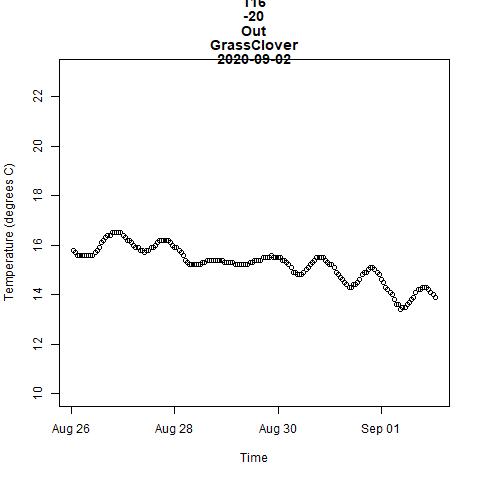 T16
-20
Out
GrassClover
2020-09-02
Temperature (degrees C)
22
20
18
16
14
12
10
Aug 26 Aug 28 Aug 30 Sep 01
Time